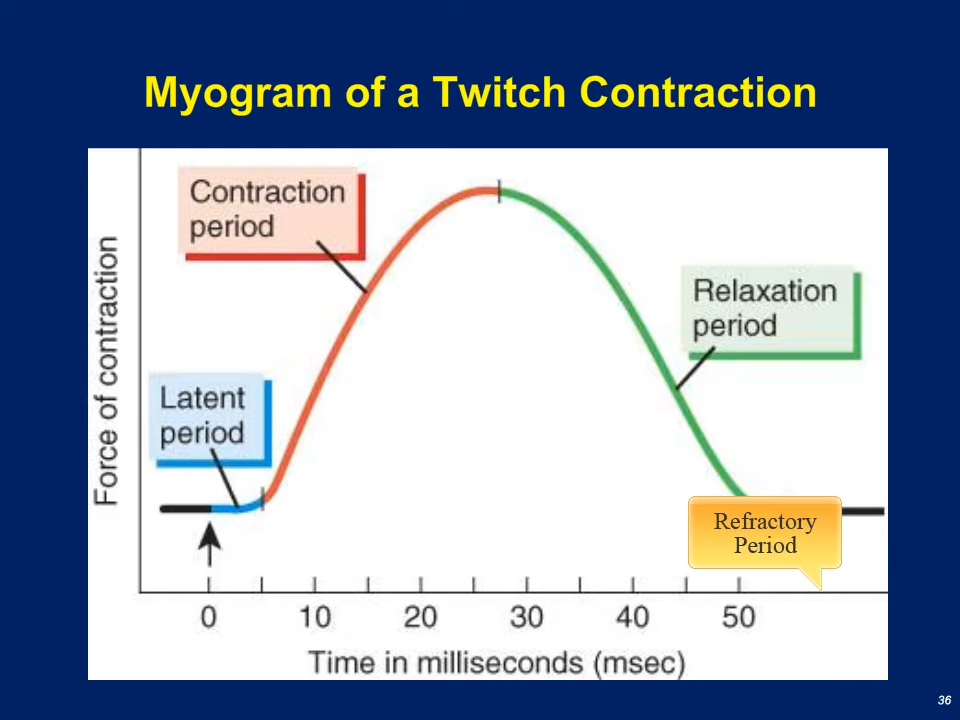 Myogram of a Twitch Contraction
Contraction
period
Relaxation
period
Latent
period
Force of contraction
Refractory
Period
0 10 20 30 40 50
Time in milliseconds (msec)
36